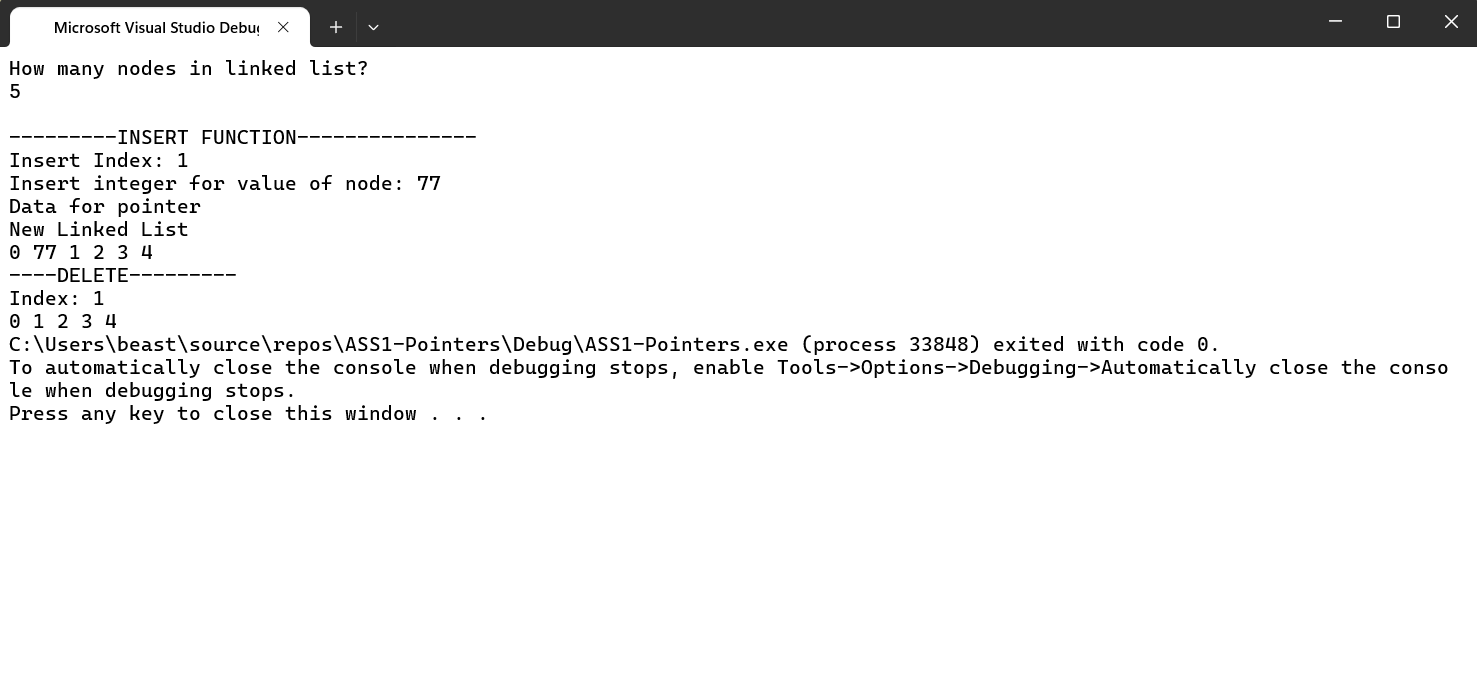 Microsoft Visual Studio Debug
How many nodes in linked list?
5
---------INSERT FUNCTION---------------
Insert Index: 1
Insert integer for value of node: 77
Data for pointer
New Linked List
0 77 1 2 3 4
----DELETE---------
Index: 1
0 1 2 3 4
C:\Users\beast\source\repos\ASS1-Pointers\Debug\ASS1-Pointers.exe (process 33848) exited with code 0.
To automatically close the console when debugging stops, enable Tools->Options->Debugging->Automatically close the conso
le when debugging stops.
Press any key to close this window . . .